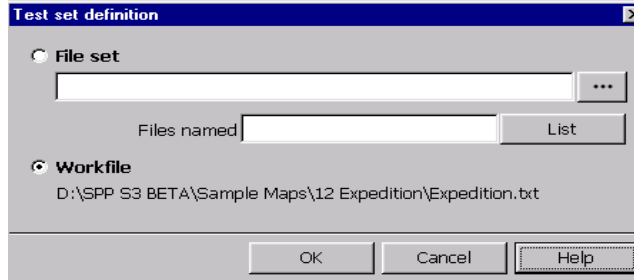 Test set definition
File set
...
Files named
List
Workfile
D:\SPP S3 BETA\Sample Maps\12 Expedition\Expedition.txt
OK Cancel Help